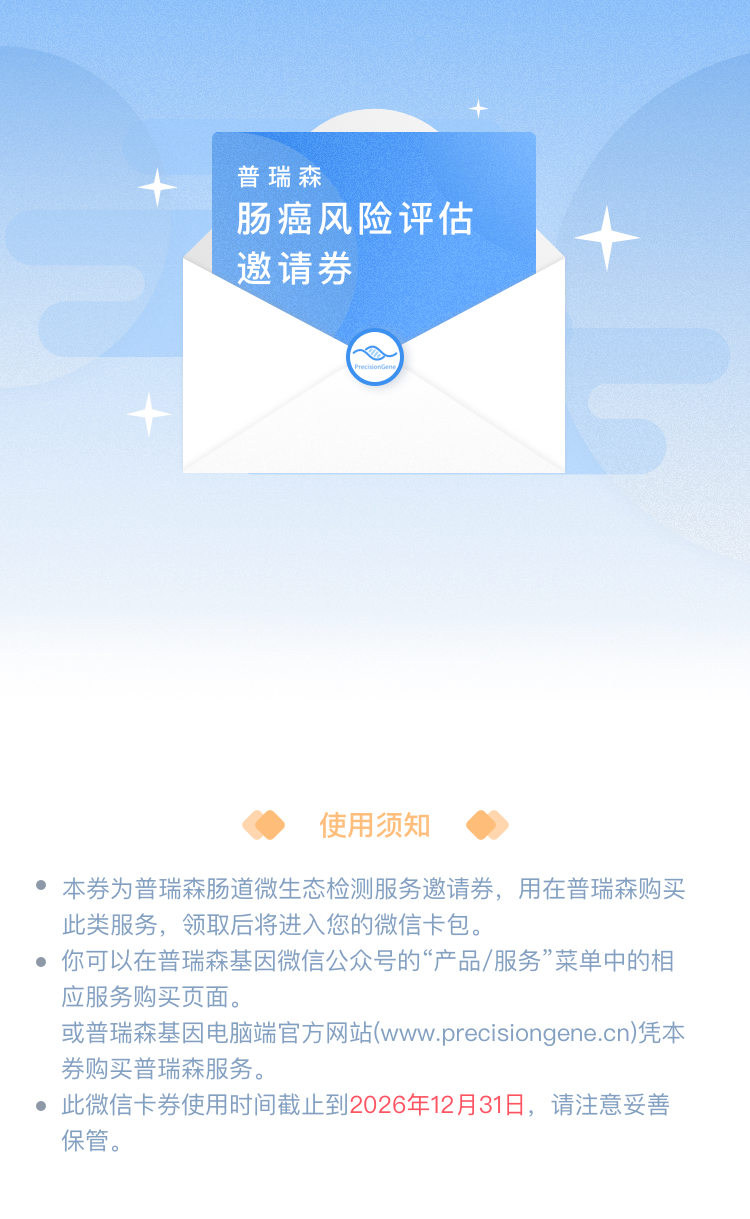 普瑞森
肠癌风险评估
邀请券
PrecisionGene
使用须知
本券为普瑞森肠道微生态检测服务邀请券，用在普瑞森购买
此类服务，领取后将进入您的微信卡包。
你可以在普瑞森基因微信公众号的“产品/服务”菜单中的相
应服务购买页面。
或普瑞森基因电脑端官方网站(www.precisiongene.cn)凭本
券购买普瑞森服务。
此微信卡券使用时间截止到2026年12月31日，请注意妥善
保管。